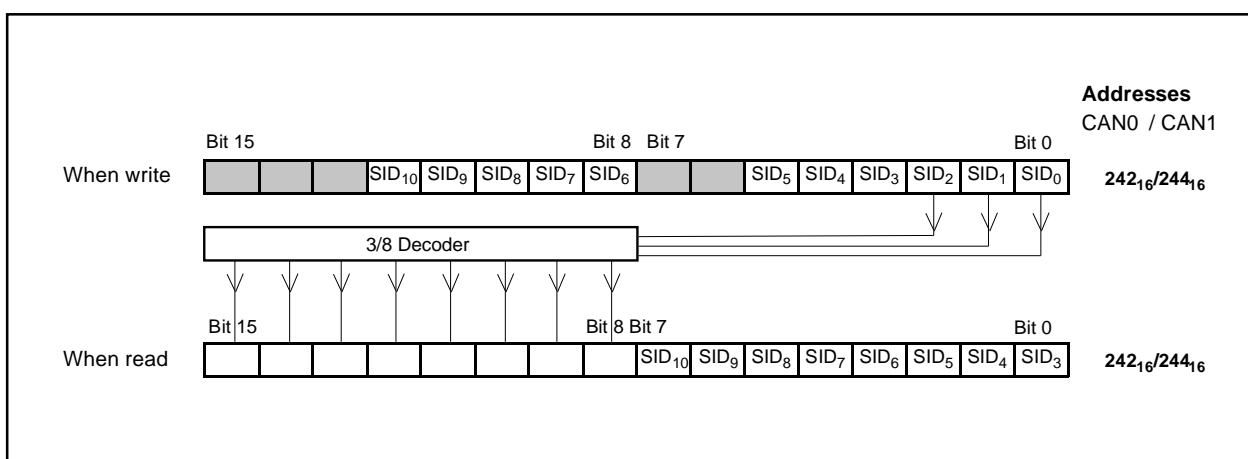 Addresses
CAN0 / CAN1
Bit 15 Bit 8 Bit 7 Bit 0
When write SID10 SID9 SID8 SID7 SID6 SID5 SID4 SID3 SID2 SID1 SID0 24216/24416
3/8 Decoder
Bit 15 Bit 8 Bit 7 Bit 0
When read SID10 SID9 SID8 SID7 SID6 SID5 SID4 SID3 24216/24416